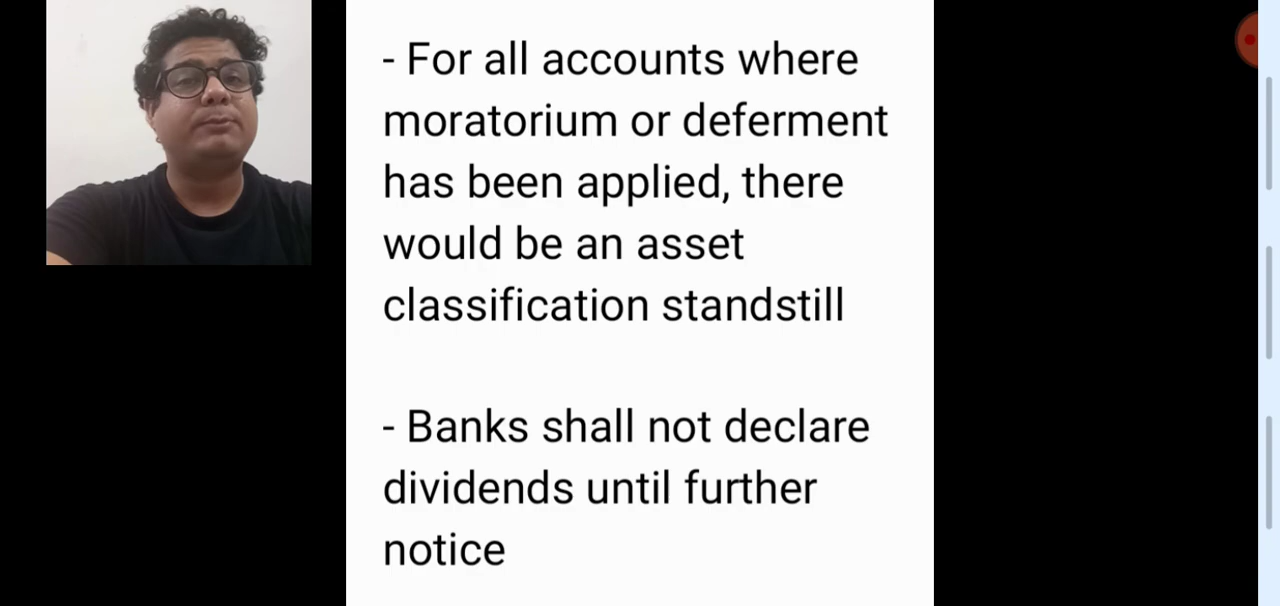 - For all accounts where
moratorium or deferment
has been applied, there
would be an asset
classification standstill
- Banks shall not declare
dividends until further
notice